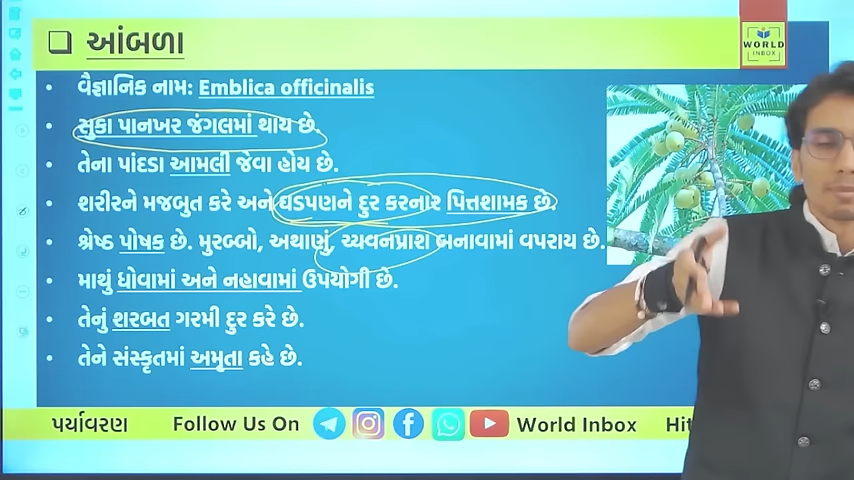 ❑ આંબળા
WORLD
INBOX
• વૈજ્ઞાનિક નામ: Emblica officinalis
• સુકા પાનખર જંગલમાં થાય છે.
• તેના પાંદડા આમલી જેવા હોય છે.
• શરીરને મજબુત કરે અને ઘડપણને દુર કરનાર પિત્તશામક છે.
• શ્રેષ્ઠ પોષક છે. મુરબ્બો, અથાણું, ચ્યવનપ્રાશ બનાવામાં વપરાય છે.
• માથું ધોવામાં અને નહાવામાં ઉપયોગી છે.
• તેનું શરબત ગરમી દુર કરે છે.
• તેને સંસ્કૃતમાં અમૃતા કહે છે.
પર્યાવરણ Follow Us On World Inbox Hit